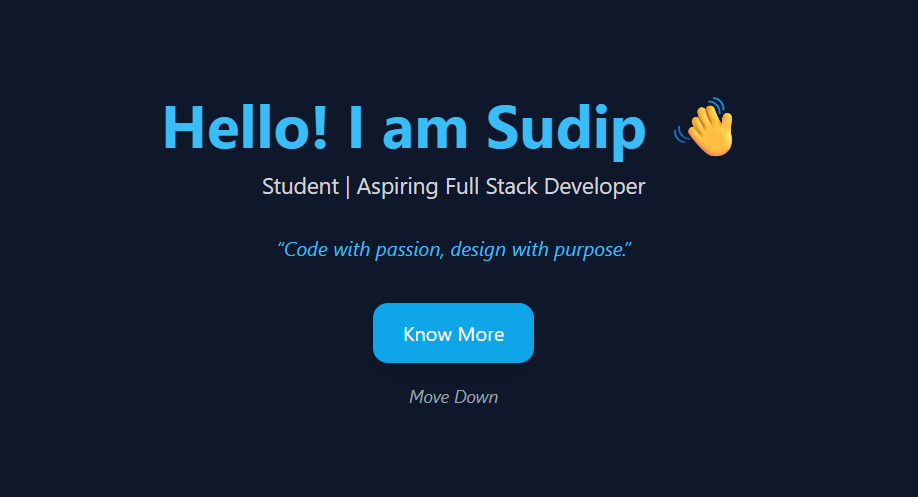 Hello! I am Sudip 👋
Student | Aspiring Full Stack Developer
“Code with passion, design with purpose.”
Know More
Move Down